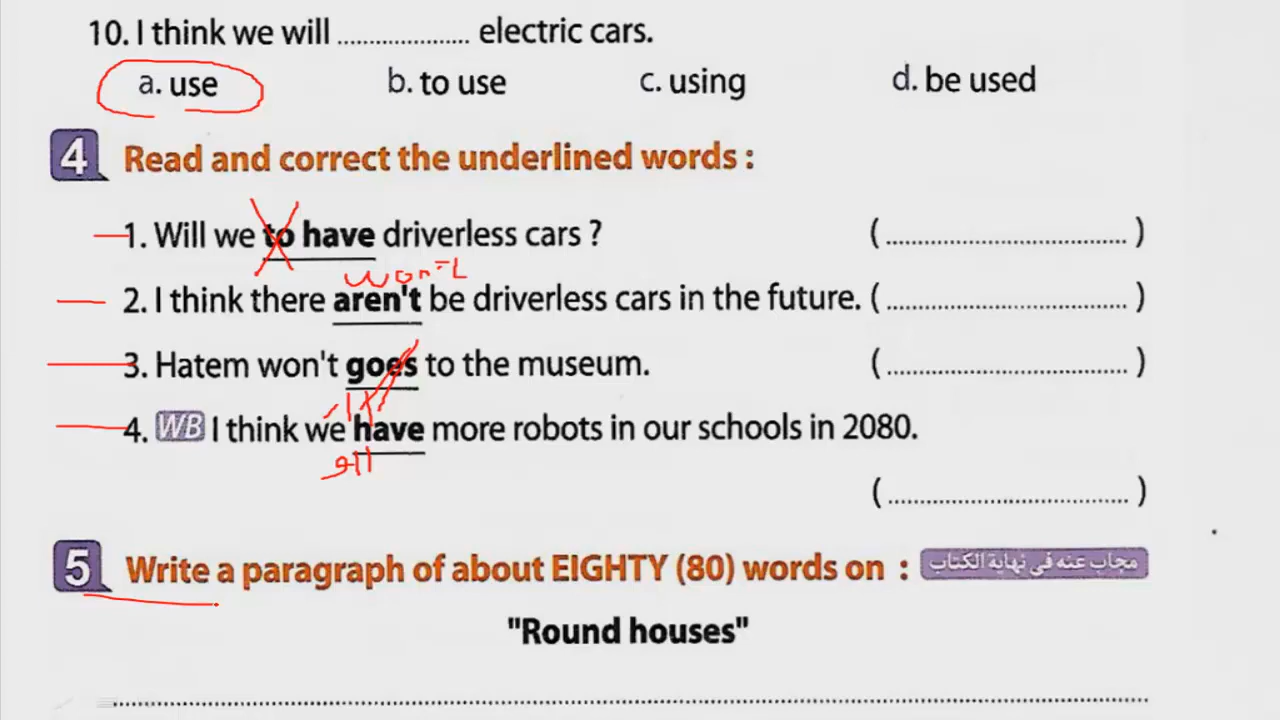 10. I think we will .................... electric cars.
a. use b. to use c. using d. be used
4 Read and correct the underlined words :
1. Will we to have driverless cars ? (....................................)
won't
2. I think there aren't be driverless cars in the future. (....................................)
3. Hatem won't goes to the museum. (....................................)
'll
4. WB I think we have more robots in our schools in 2080.
(....................................)
5 Write a paragraph of about EIGHTY (80) words on : مجاب عنه فى نهاية الكتاب
"Round houses"